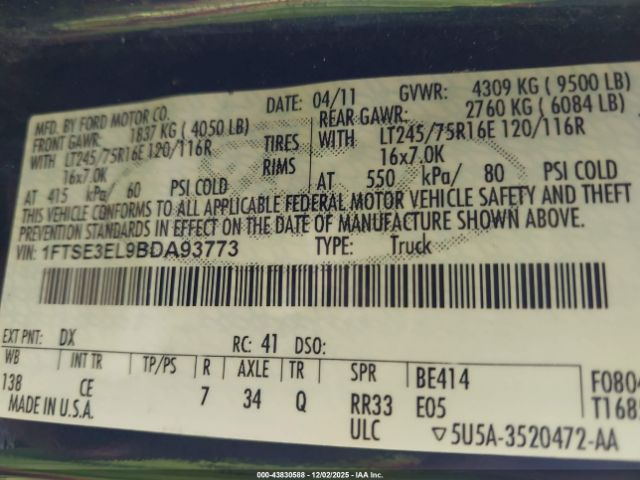 MFD. BY FORD MOTOR CO. DATE: 04/11 GVWR: 4309 KG ( 9500 LB)
FRONT GAWR: 1837 KG ( 4050 LB) REAR GAWR: 2760 KG ( 6084 LB)
WITH LT245/75R16E 120/116R TIRES WITH LT245/75R16E 120/116R
16x7.0K RIMS 16x7.0K
AT 415 kPa/ 60 PSI COLD AT 550 kPa/ 80 PSI COLD
THIS VEHICLE CONFORMS TO ALL APPLICABLE FEDERAL MOTOR VEHICLE SAFETY AND THEFT
PREVENTION STANDARDS IN EFFECT ON THE DATE OF MANUFACTURE SHOWN ABOVE.
VIN: 1FTSE3EL9BDA93773 TYPE: Truck
EXT PNT: DX RC: 41 DSO:
WB INT TR TP/PS R AXLE TR SPR BE414 F0804
138 CE 7 34 Q RR33 E05
MADE IN U.S.A. ULC 5U5A-3520472-AA
000-43830588 - 12/02/2025 - IAA Inc.